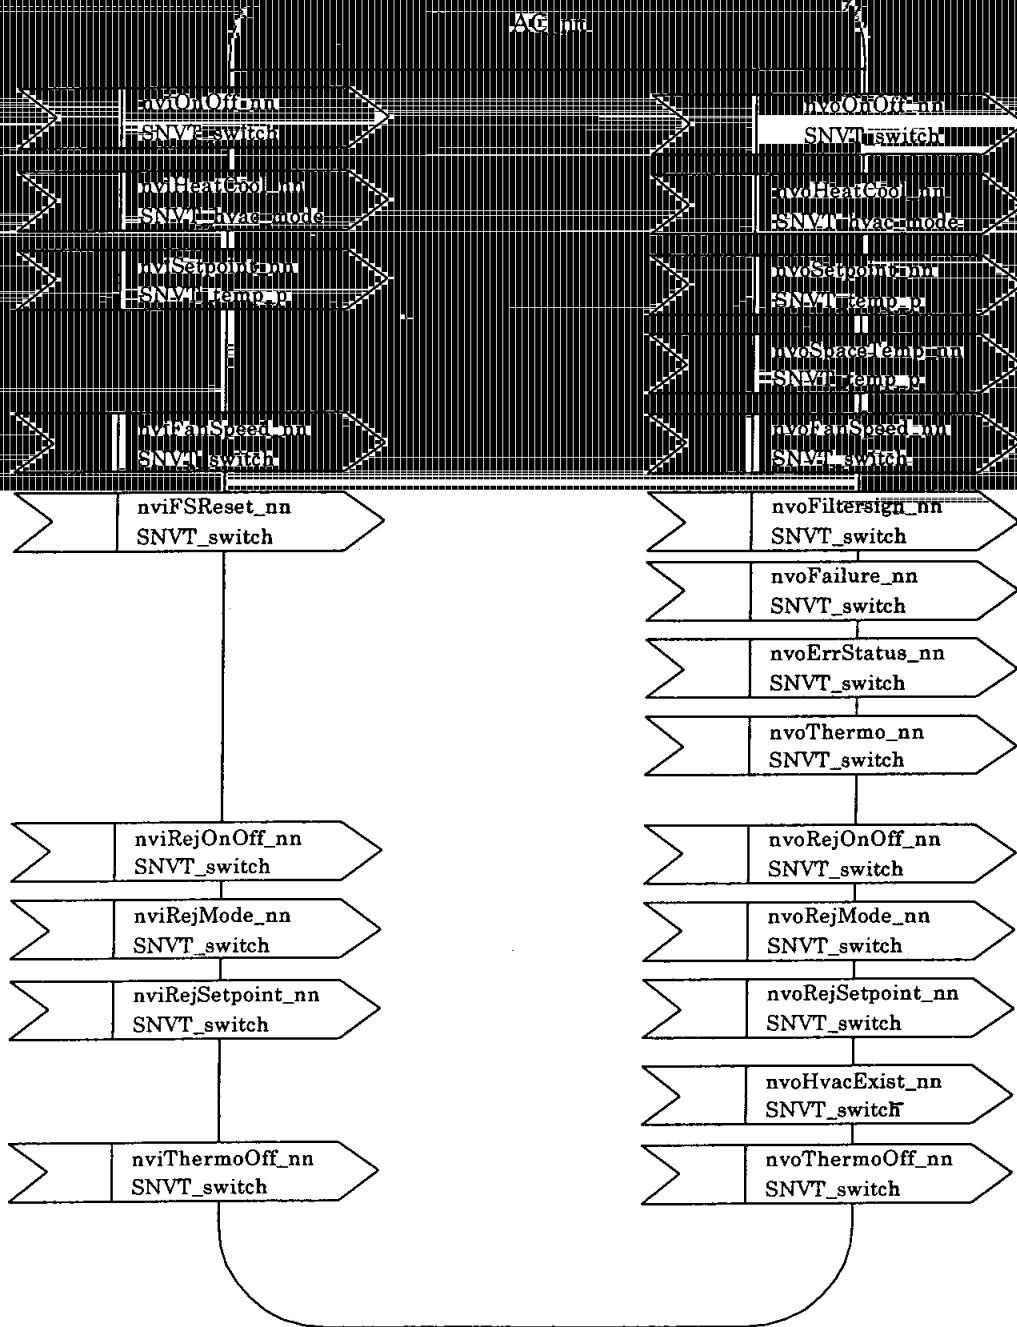 AC_nn
nviOnOff_nn
SNVT_switch
nvoOnOff_nn
SNVT_switch
nviHeatCool_nn
SNVT_hvac_mode
nvoHeatCool_nn
SNVT_hvac_mode
nviSetpoint_nn
SNVT_temp_p
nvoSetpoint_nn
SNVT_temp_p
nvoSpaceTemp_nn
SNVT_temp_p
nviFanSpeed_nn
SNVT_switch
nvoFanSpeed_nn
SNVT_switch
nviFSReset_nn
SNVT_switch
nvoFiltersign_nn
SNVT_switch
nvoFailure_nn
SNVT_switch
nvoErrStatus_nn
SNVT_switch
nvoThermo_nn
SNVT_switch
nviRejOnOff_nn
SNVT_switch
nvoRejOnOff_nn
SNVT_switch
nviRejMode_nn
SNVT_switch
nvoRejMode_nn
SNVT_switch
nviRejSetpoint_nn
SNVT_switch
nvoRejSetpoint_nn
SNVT_switch
nvoHvacExist_nn
SNVT_switch
nviThermoOff_nn
SNVT_switch
nvoThermoOff_nn
SNVT_switch